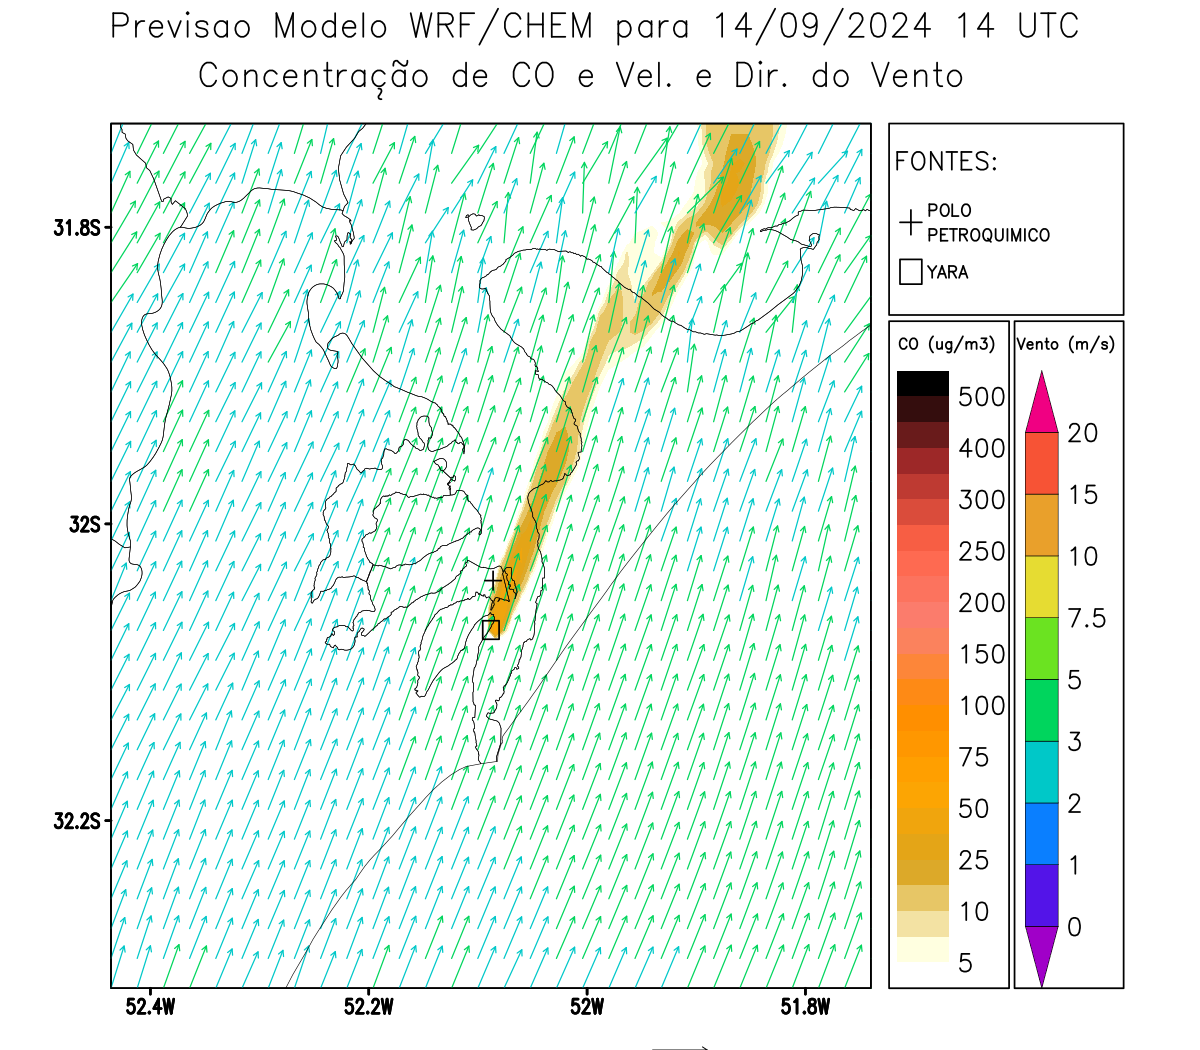 Previsao Modelo WRF/CHEM para 14/09/2024 14 UTC
Concentração de CO e Vel. e Dir. do Vento
FONTES:
POLO
PETROQUIMICO
YARA
31.8S
32S
32.2S
52.4W
52.2W
52W
51.8W
CO (ug/m3)
500
400
300
250
200
150
100
75
50
25
10
5
Vento (m/s)
20
15
10
7.5
5
3
2
1
0